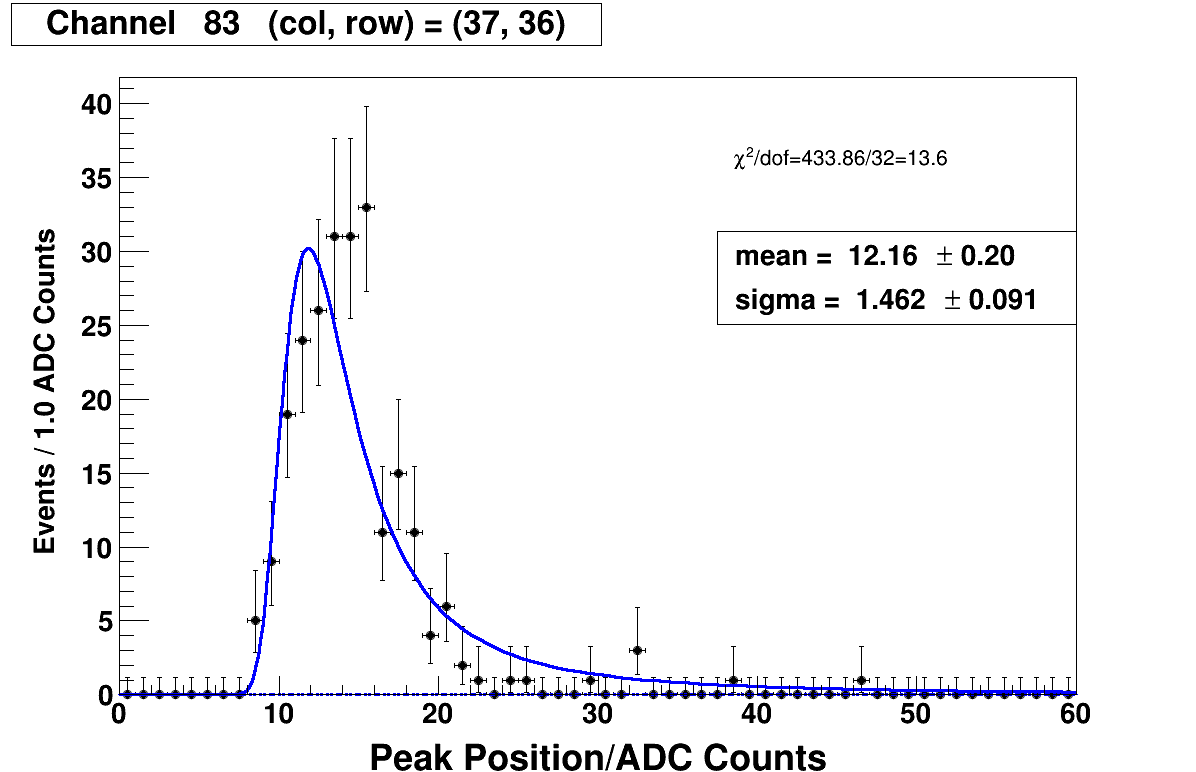 Channel 83 (col, row) = (37, 36)
χ²/dof=433.86/32=13.6
mean = 12.16 ± 0.20
sigma = 1.462 ± 0.091
Events / 1.0 ADC Counts
40
35
30
25
20
15
10
5
0
0 10 20 30 40 50 60
Peak Position/ADC Counts